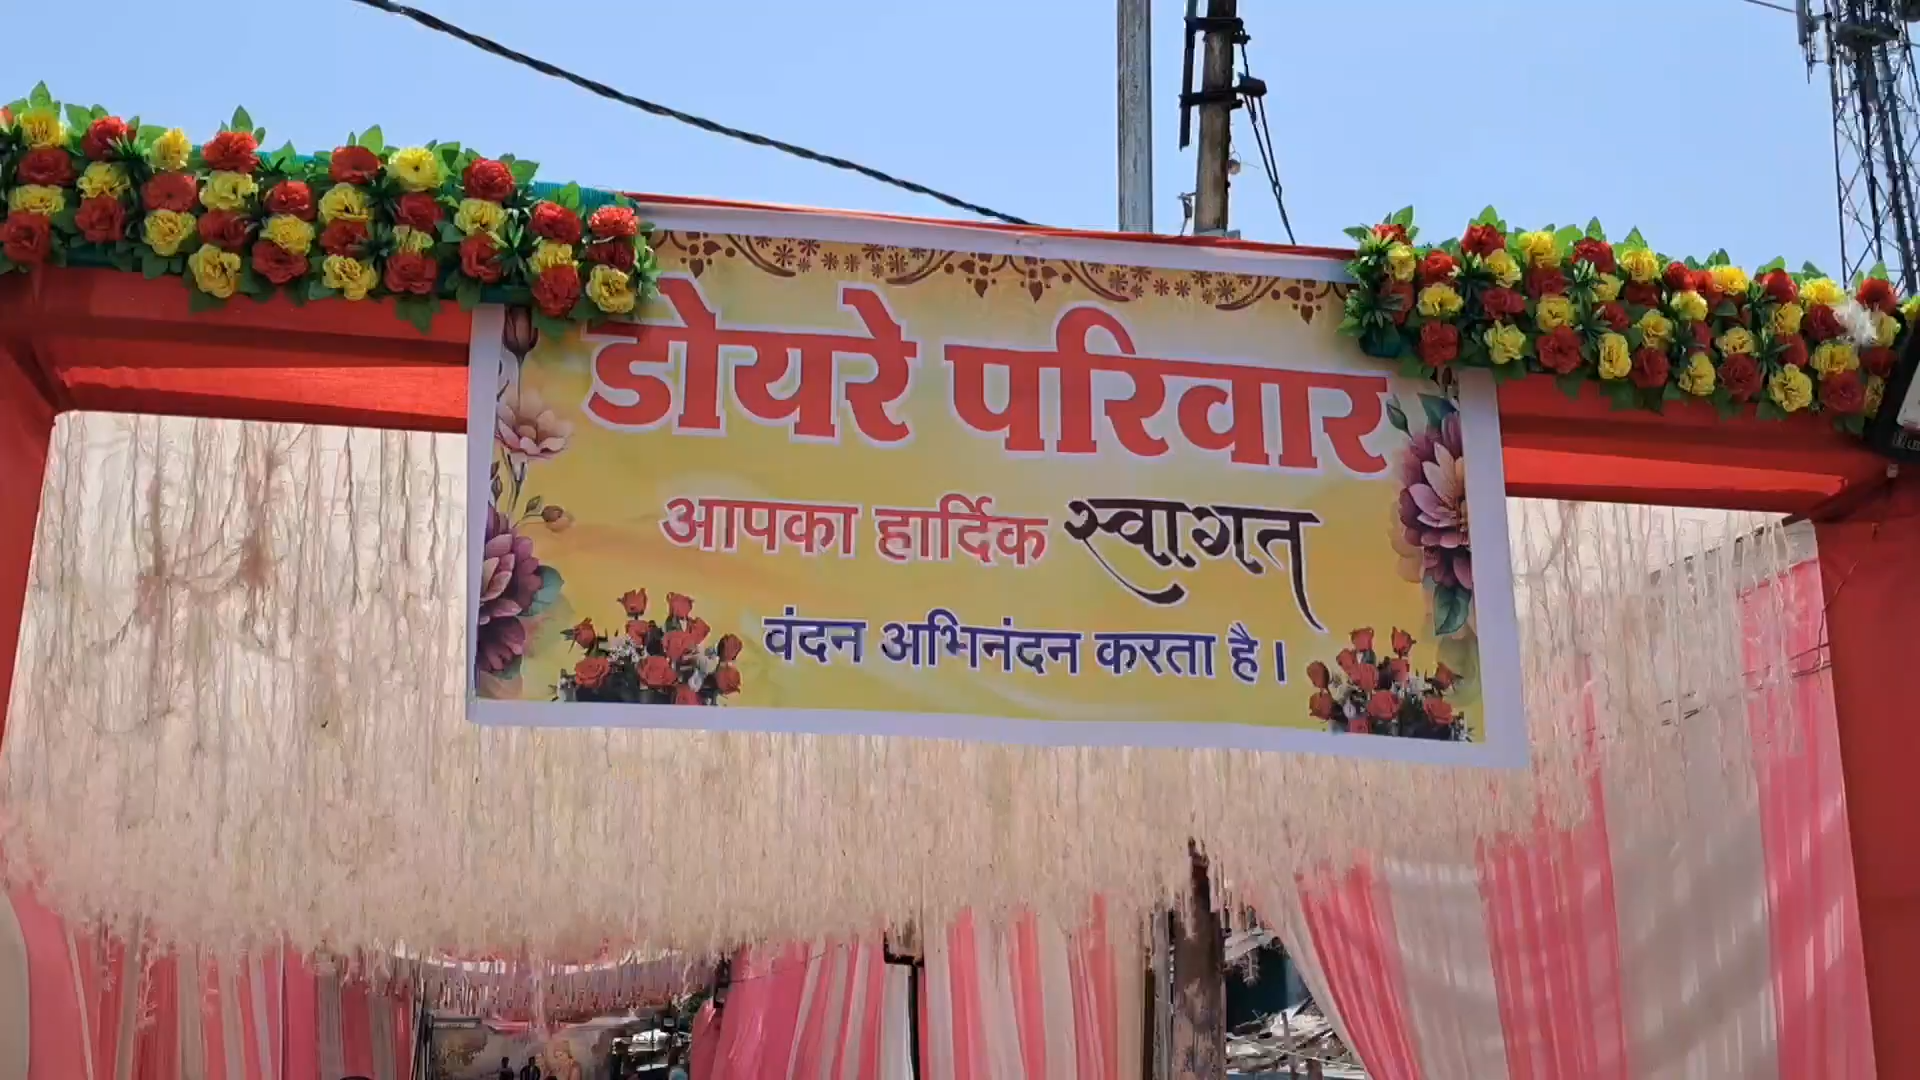 डोयरे परिवार
आपका हार्दिक स्वागत
वंदन अभिनंदन करता है।